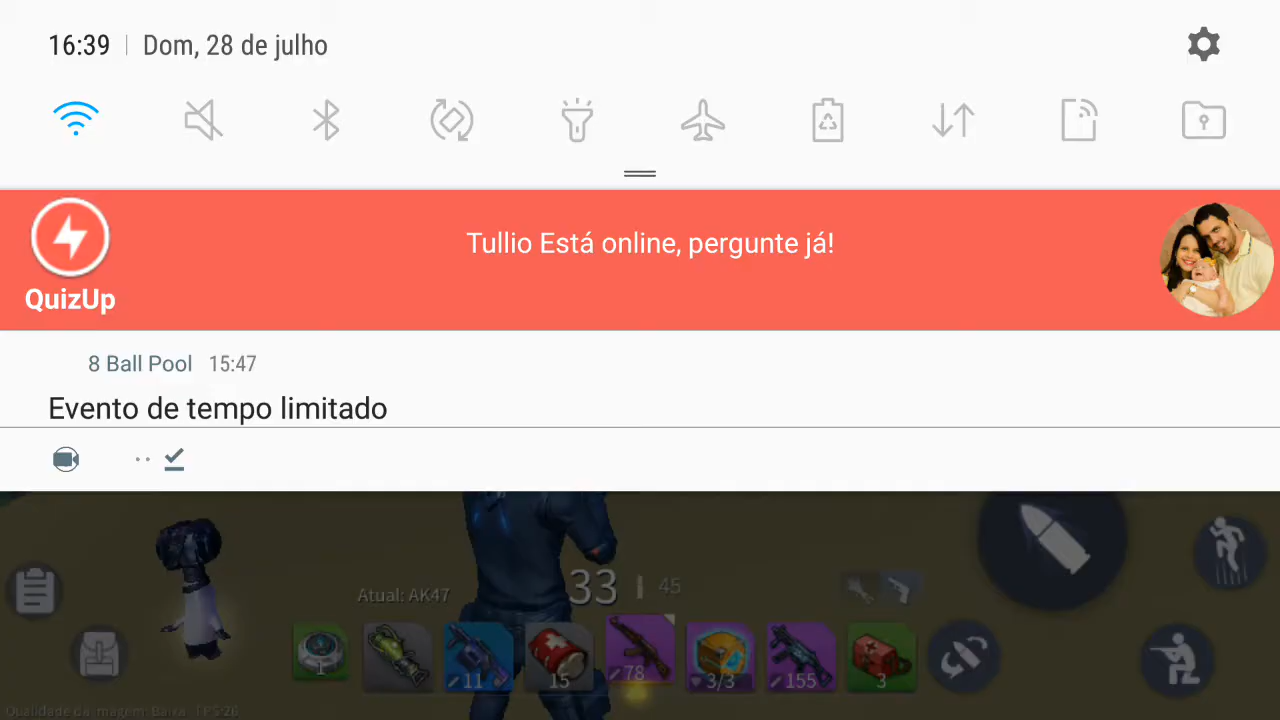 16:39 | Dom, 28 de julho
Tullio Está online, pergunte já!
QuizUp
8 Ball Pool 15:47
Evento de tempo limitado
Atual: AK47
33
45
1
11
15
78
3/3
155
3
Qualidade da imagem: Baixa FPS:26